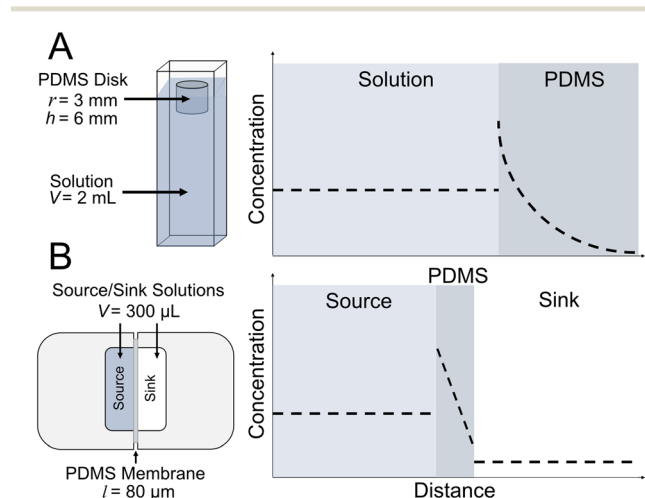 A
PDMS Disk
r = 3 mm
h = 6 mm
Solution
V = 2 mL
Concentration
Solution
PDMS
B
Source/Sink Solutions
V = 300 µL
Source
Sink
PDMS Membrane
l = 80 µm
Concentration
Source
PDMS
Sink
Distance